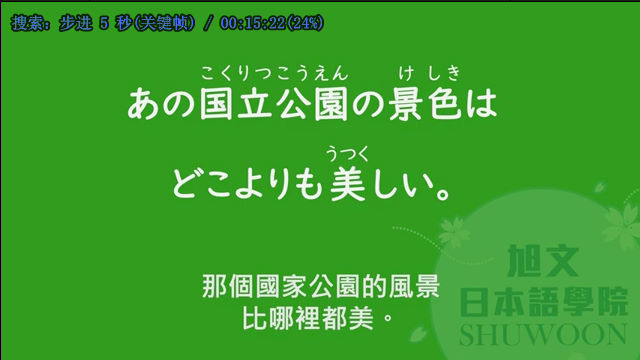 搜索: 步进 5 秒(关键帧) / 00:15:22(24%)
こくりつこうえん けしき
あの国立公園の景色は
うつく
どこよりも美しい。
那個國家公園的風景
比哪裡都美。
旭文
日本語學院
SHUWOON